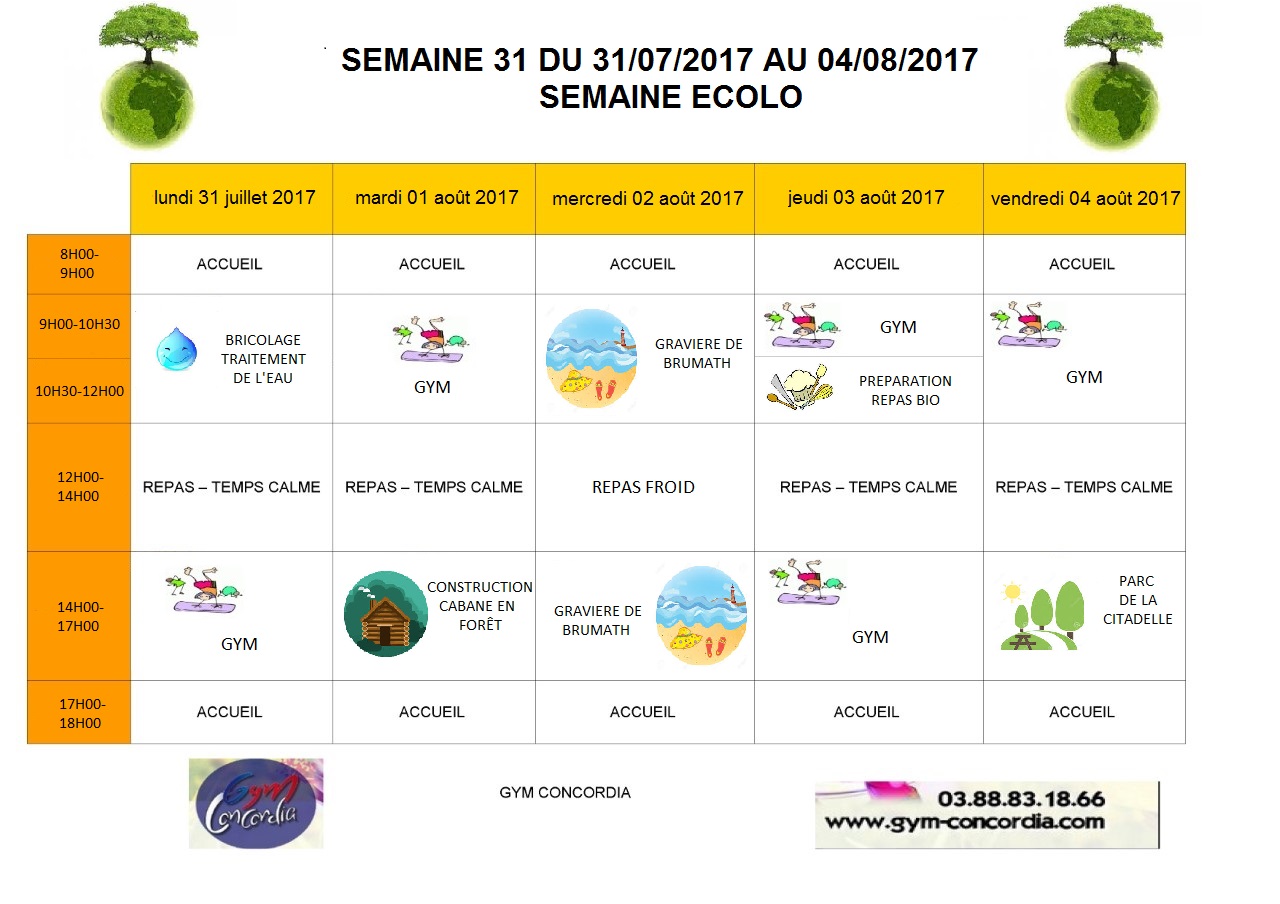 SEMAINE 31 DU 31/07/2017 AU 04/08/2017
SEMAINE ECOLO
lundi 31 juillet 2017
mardi 01 août 2017
mercredi 02 août 2017
jeudi 03 août 2017
vendredi 04 août 2017
8H00-
9H00
ACCUEIL
ACCUEIL
ACCUEIL
ACCUEIL
ACCUEIL
9H00-10H30
10H30-12H00
BRICOLAGE
TRAITEMENT
DE L'EAU
GYM
GRAVIERE DE
BRUMATH
GYM
PREPARATION
REPAS BIO
GYM
12H00-
14H00
REPAS – TEMPS CALME
REPAS – TEMPS CALME
REPAS FROID
REPAS – TEMPS CALME
REPAS – TEMPS CALME
14H00-
17H00
GYM
CONSTRUCTION
CABANE EN
FORÊT
GRAVIERE DE
BRUMATH
GYM
PARC
DE LA
CITADELLE
17H00-
18H00
ACCUEIL
ACCUEIL
ACCUEIL
ACCUEIL
ACCUEIL
Gym
Concordia
GYM CONCORDIA
03.88.83.18.66
www.gym-concordia.com